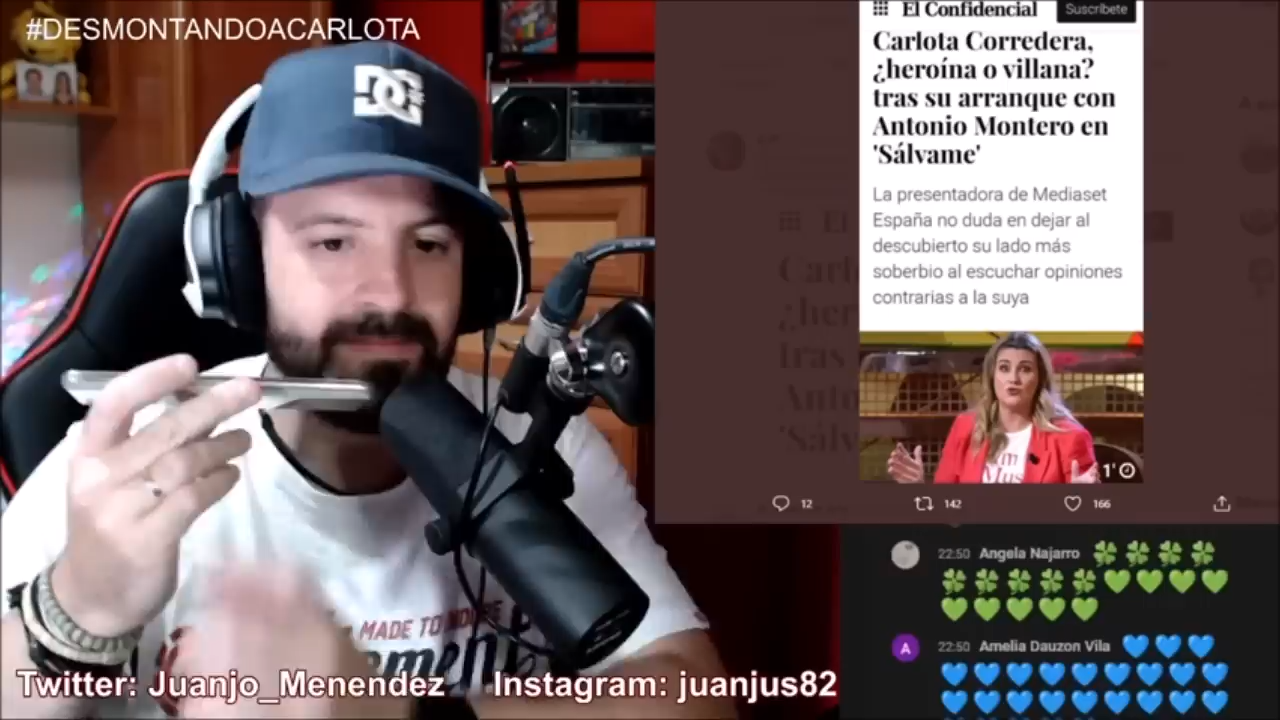 #DESMONTANDOACARLOTA
El Confidencial
Suscríbete
Carlota Corredera,
¿heroína o villana?
tras su arranque con
Antonio Montero en
'Sálvame'
La presentadora de Mediaset
España no duda en dejar al
descubierto su lado más
soberbio al escuchar opiniones
contrarias a la suya
1'
12
142
166
22:50 Angela Najarro
A
22:50 Amelia Dauzon Vila
DC
MADE TO
Twitter: Juanjo_Menendez
Instagram: juanjus82